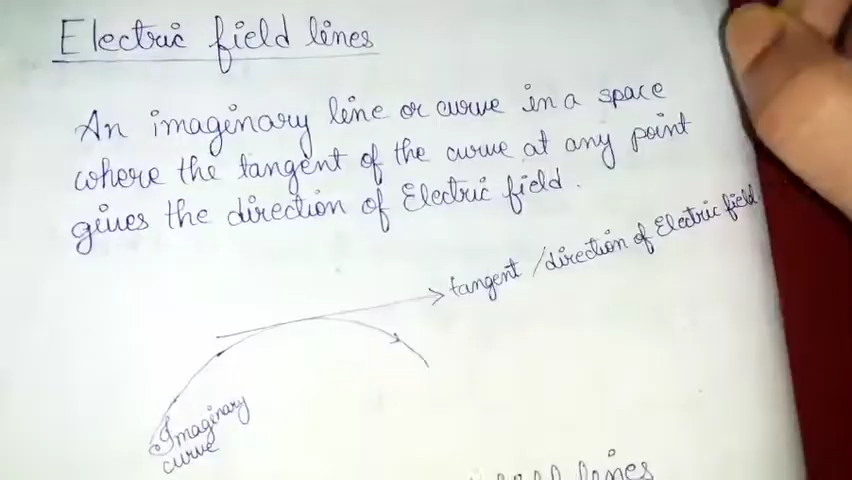 Electric field lines
An imaginary line or curve in a space
where the tangent of the curve at any point
gives the direction of Electric field.
tangent / direction of Electric field
Imaginary
curve
lines